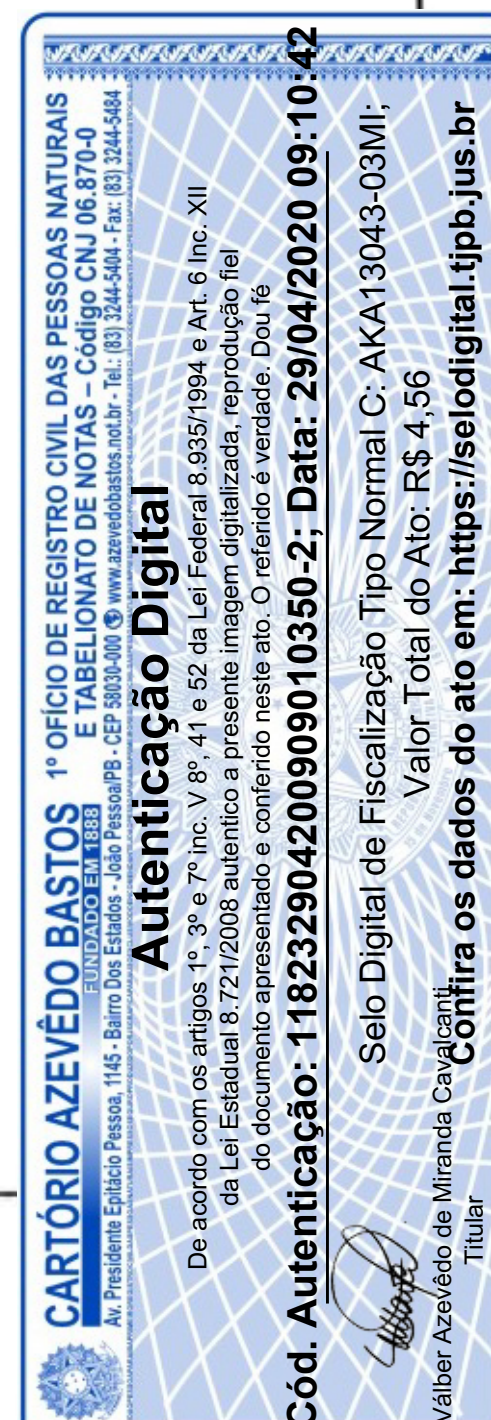 CARTÓRIO AZEVÊDO BASTOS
FUNDADO EM 1888
1º OFÍCIO DE REGISTRO CIVIL DAS PESSOAS NATURAIS
E TABELIONATO DE NOTAS – Código CNJ 06.870-0
Av. Presidente Epitácio Pessoa, 1145 - Bairro Dos Estados - João Pessoa/PB - CEP 58030-000 www.azevedobastos.not.br - Tel.: (83) 3244-5404 - Fax: (83) 3244-5484
Autenticação Digital
De acordo com os artigos 1º, 3º e 7º inc. V 8º, 41 e 52 da Lei Federal 8.935/1994 e Art. 6 Inc. XII
da Lei Estadual 8.721/2008 autentico a presente imagem digitalizada, reprodução fiel
do documento apresentado e conferido neste ato. O referido é verdade. Dou fé
Cód. Autenticação: 118232904200909010350-2; Data: 29/04/2020 09:10:42
Selo Digital de Fiscalização Tipo Normal C: AKA13043-03MI;
Valor Total do Ato: R$ 4,56
Válber Azevêdo de Miranda Cavalcanti
Titular
Confira os dados do ato em: https://selodigital.tjpb.jus.br